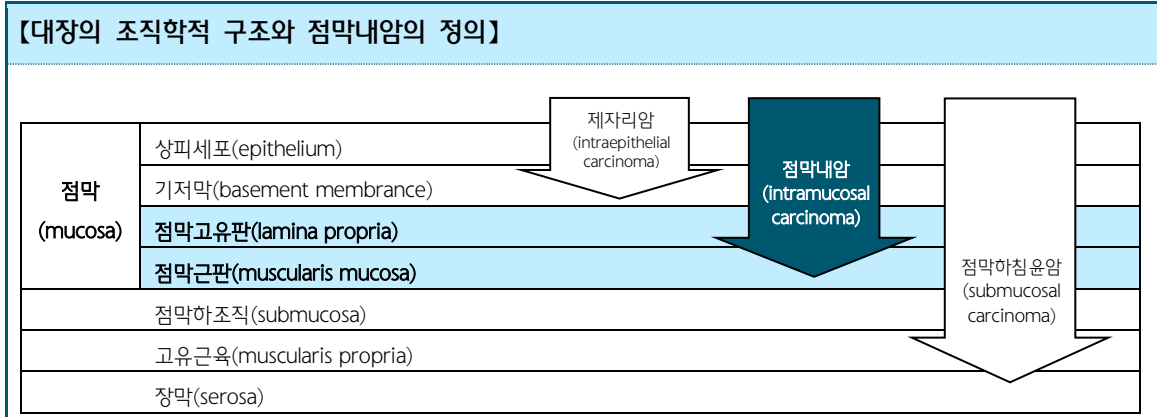 【대장의 조직학적 구조와 점막내암의 정의】
제자리암
(intraepithelial
carcinoma)
점막내암
(intramucosal
carcinoma)
점막하침윤암
(submucosal
carcinoma)
점막
(mucosa)
상피세포(epithelium)
기저막(basement membrance)
점막고유판(lamina propria)
점막근판(muscularis mucosa)
점막하조직(submucosa)
고유근육(muscularis propria)
장막(serosa)